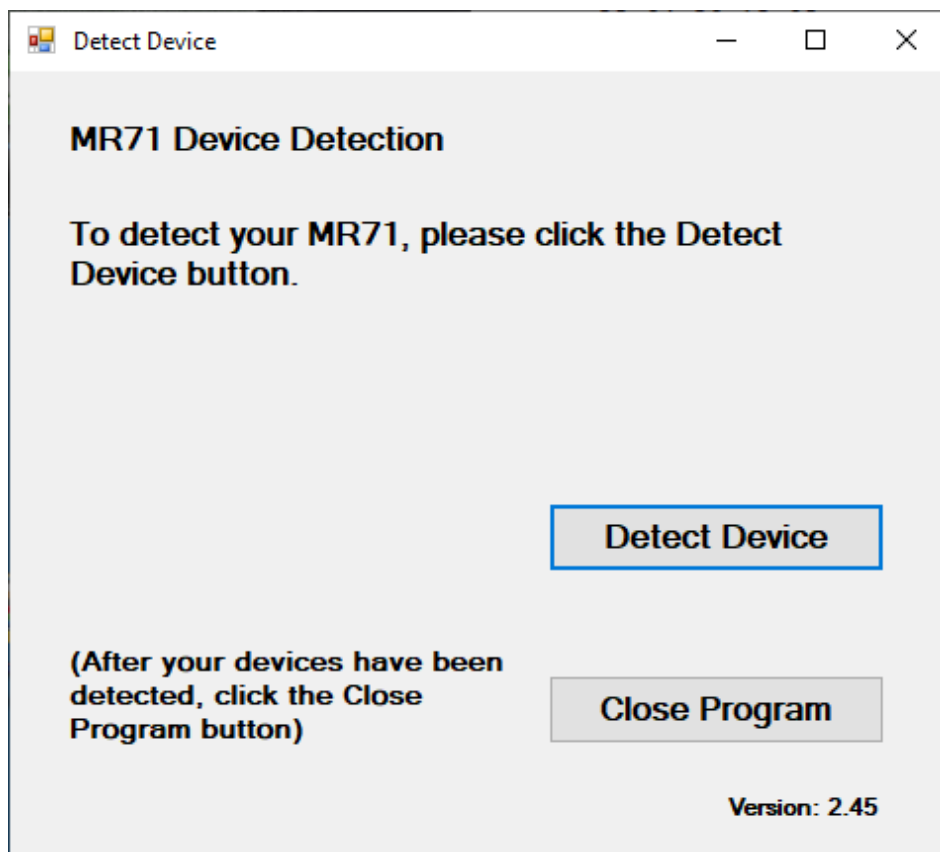 Detect Device
MR71 Device Detection
To detect your MR71, please click the Detect
Device button.
Detect Device
(After your devices have been
detected, click the Close
Program button)
Close Program
Version: 2.45